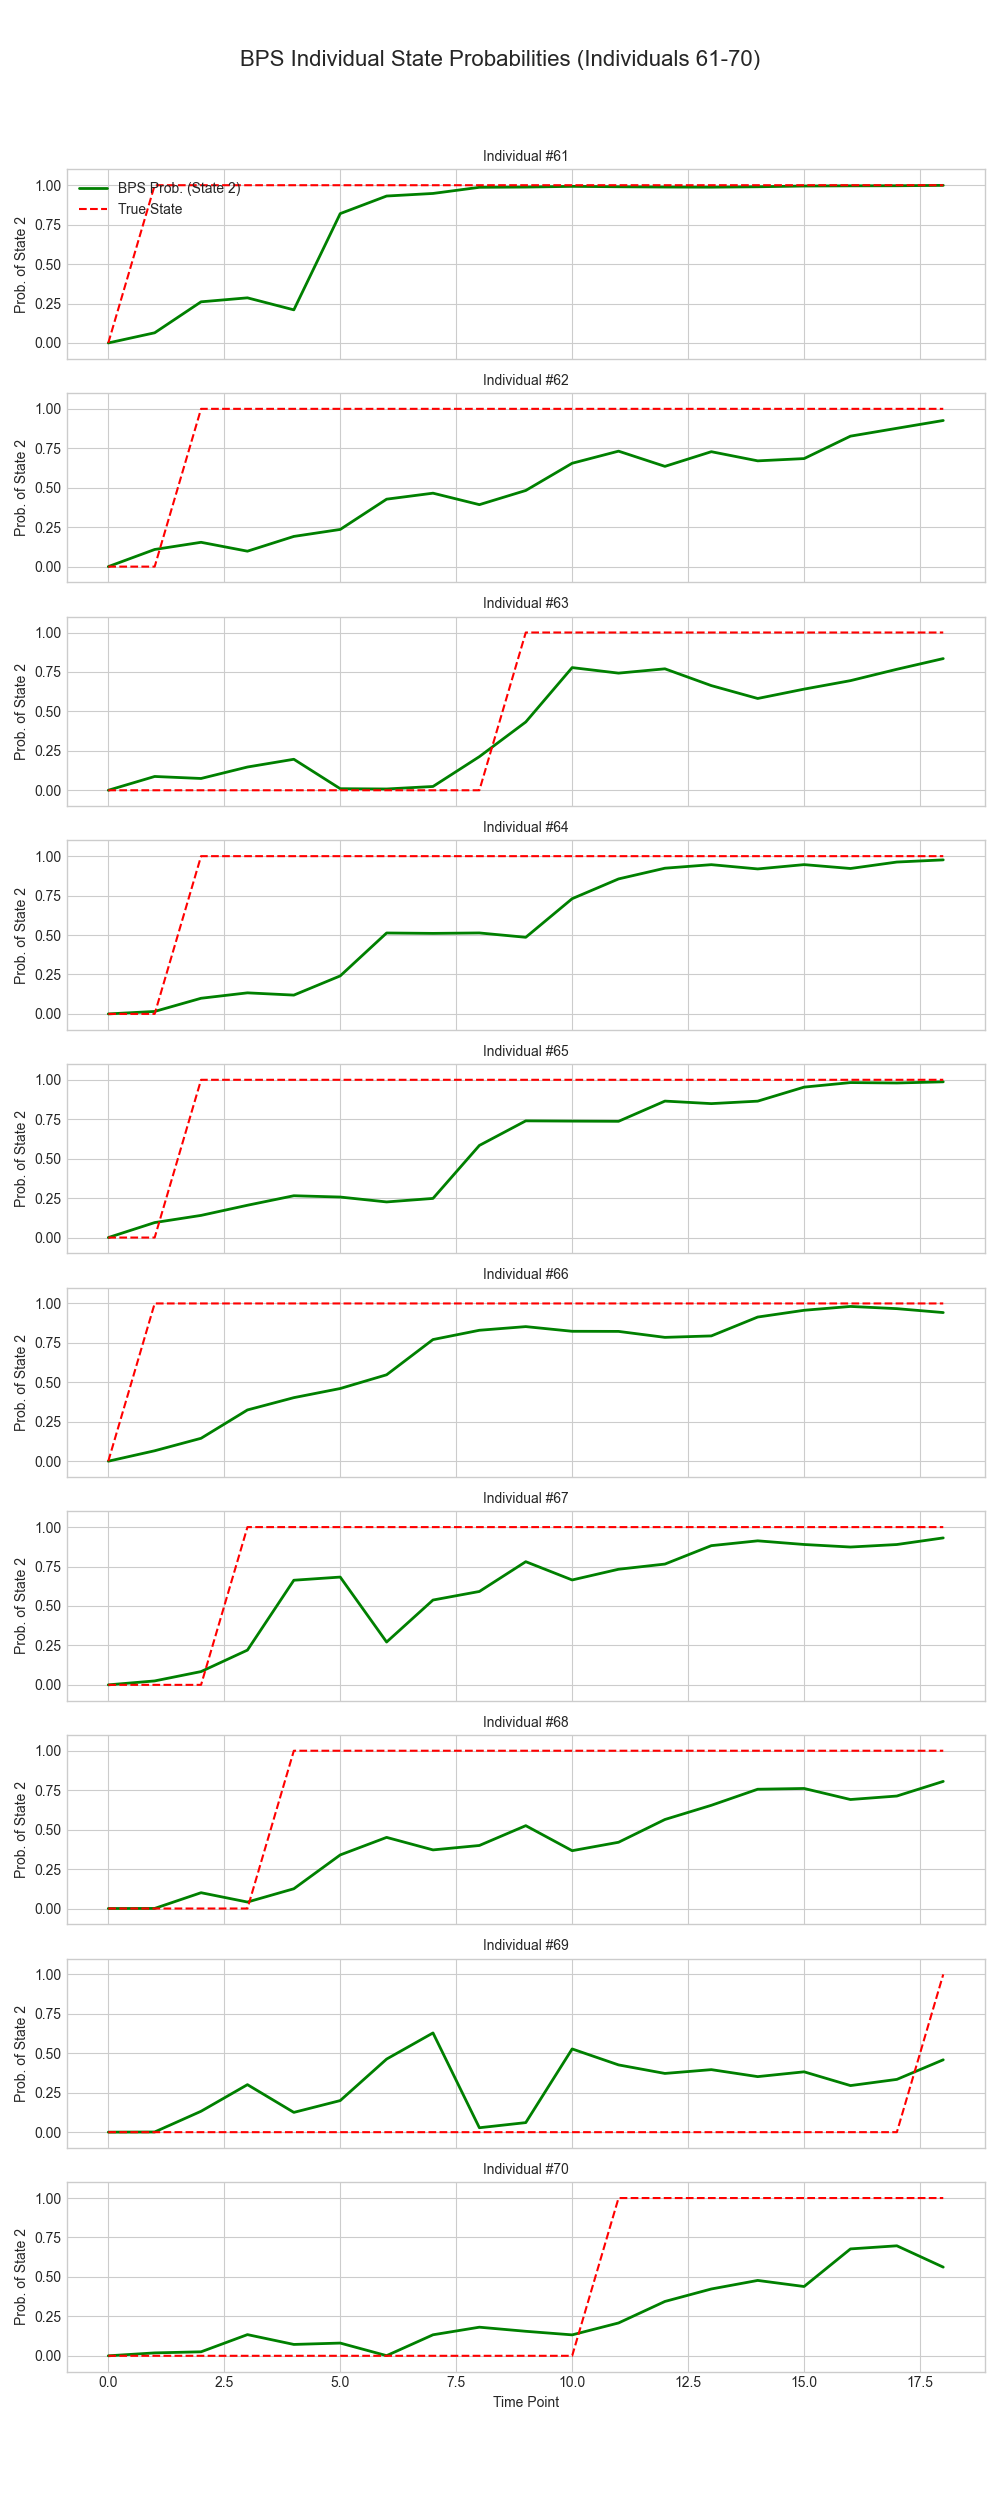 BPS Individual State Probabilities (Individuals 61-70)
Individual #61
BPS Prob. (State 2)
True State
1.00
0.75
0.50
0.25
0.00
Prob. of State 2
Individual #62
1.00
0.75
0.50
0.25
0.00
Prob. of State 2
Individual #63
1.00
0.75
0.50
0.25
0.00
Prob. of State 2
Individual #64
1.00
0.75
0.50
0.25
0.00
Prob. of State 2
Individual #65
1.00
0.75
0.50
0.25
0.00
Prob. of State 2
Individual #66
1.00
0.75
0.50
0.25
0.00
Prob. of State 2
Individual #67
1.00
0.75
0.50
0.25
0.00
Prob. of State 2
Individual #68
1.00
0.75
0.50
0.25
0.00
Prob. of State 2
Individual #69
1.00
0.75
0.50
0.25
0.00
Prob. of State 2
Individual #70
1.00
0.75
0.50
0.25
0.00
Prob. of State 2
0.0 2.5 5.0 7.5 10.0 12.5 15.0 17.5
Time Point